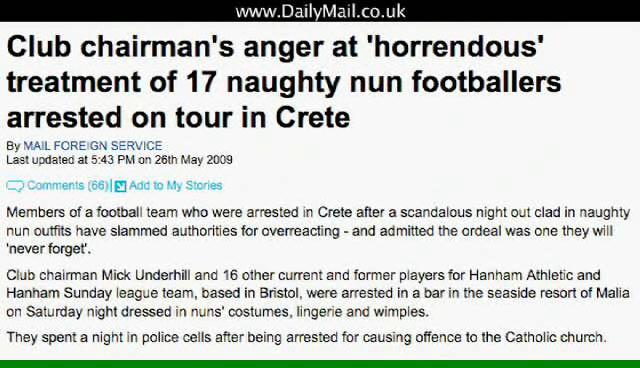 www.DailyMail.co.uk
Club chairman's anger at 'horrendous'
treatment of 17 naughty nun footballers
arrested on tour in Crete
By MAIL FOREIGN SERVICE
Last updated at 5:43 PM on 26th May 2009
Comments (66) Add to My Stories
Members of a football team who were arrested in Crete after a scandalous night out clad in naughty
nun outfits have slammed authorities for overreacting - and admitted the ordeal was one they will
'never forget'.
Club chairman Mick Underhill and 16 other current and former players for Hanham Athletic and
Hanham Sunday league team, based in Bristol, were arrested in a bar in the seaside resort of Malia
on Saturday night dressed in nuns' costumes, lingerie and wimples.
They spent a night in police cells after being arrested for causing offence to the Catholic church.